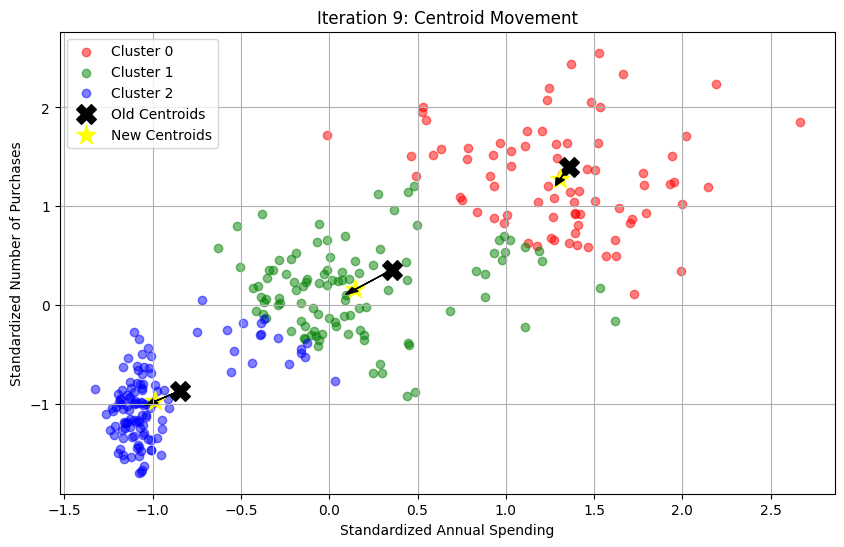 Iteration 9: Centroid Movement
Cluster 0
Cluster 1
Cluster 2
Old Centroids
New Centroids
Standardized Number of Purchases
2
1
0
−1
−1.5
−1.0
−0.5
0.0
0.5
1.0
1.5
2.0
2.5
Standardized Annual Spending